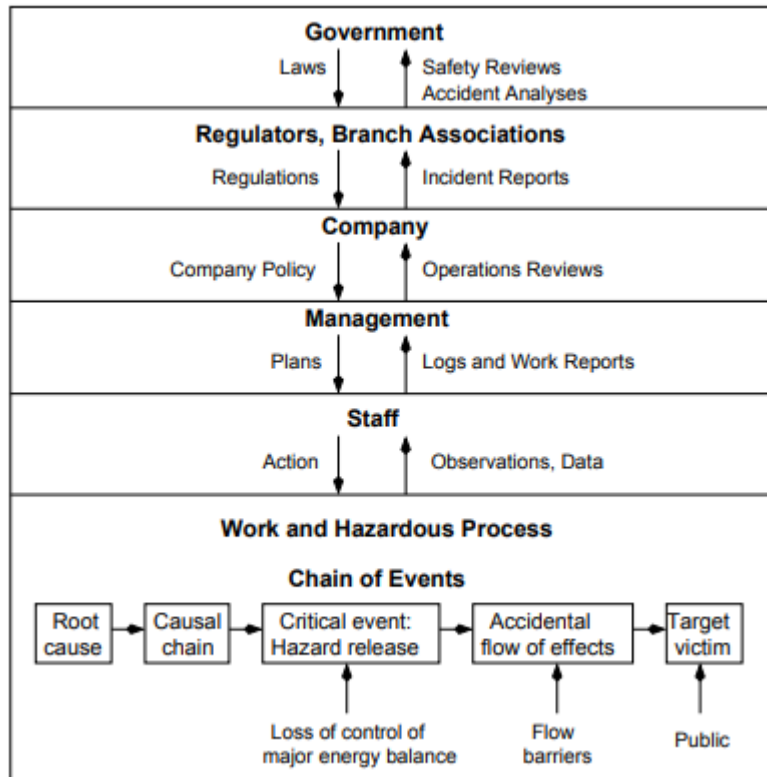 Government
Laws
Safety Reviews
Accident Analyses
Regulators, Branch Associations
Regulations
Incident Reports
Company
Company Policy
Operations Reviews
Management
Plans
Logs and Work Reports
Staff
Action
Observations, Data
Work and Hazardous Process
Chain of Events
Root
cause
Causal
chain
Critical event:
Hazard release
Accidental
flow of effects
Target
victim
Loss of control of
major energy balance
Flow
barriers
Public